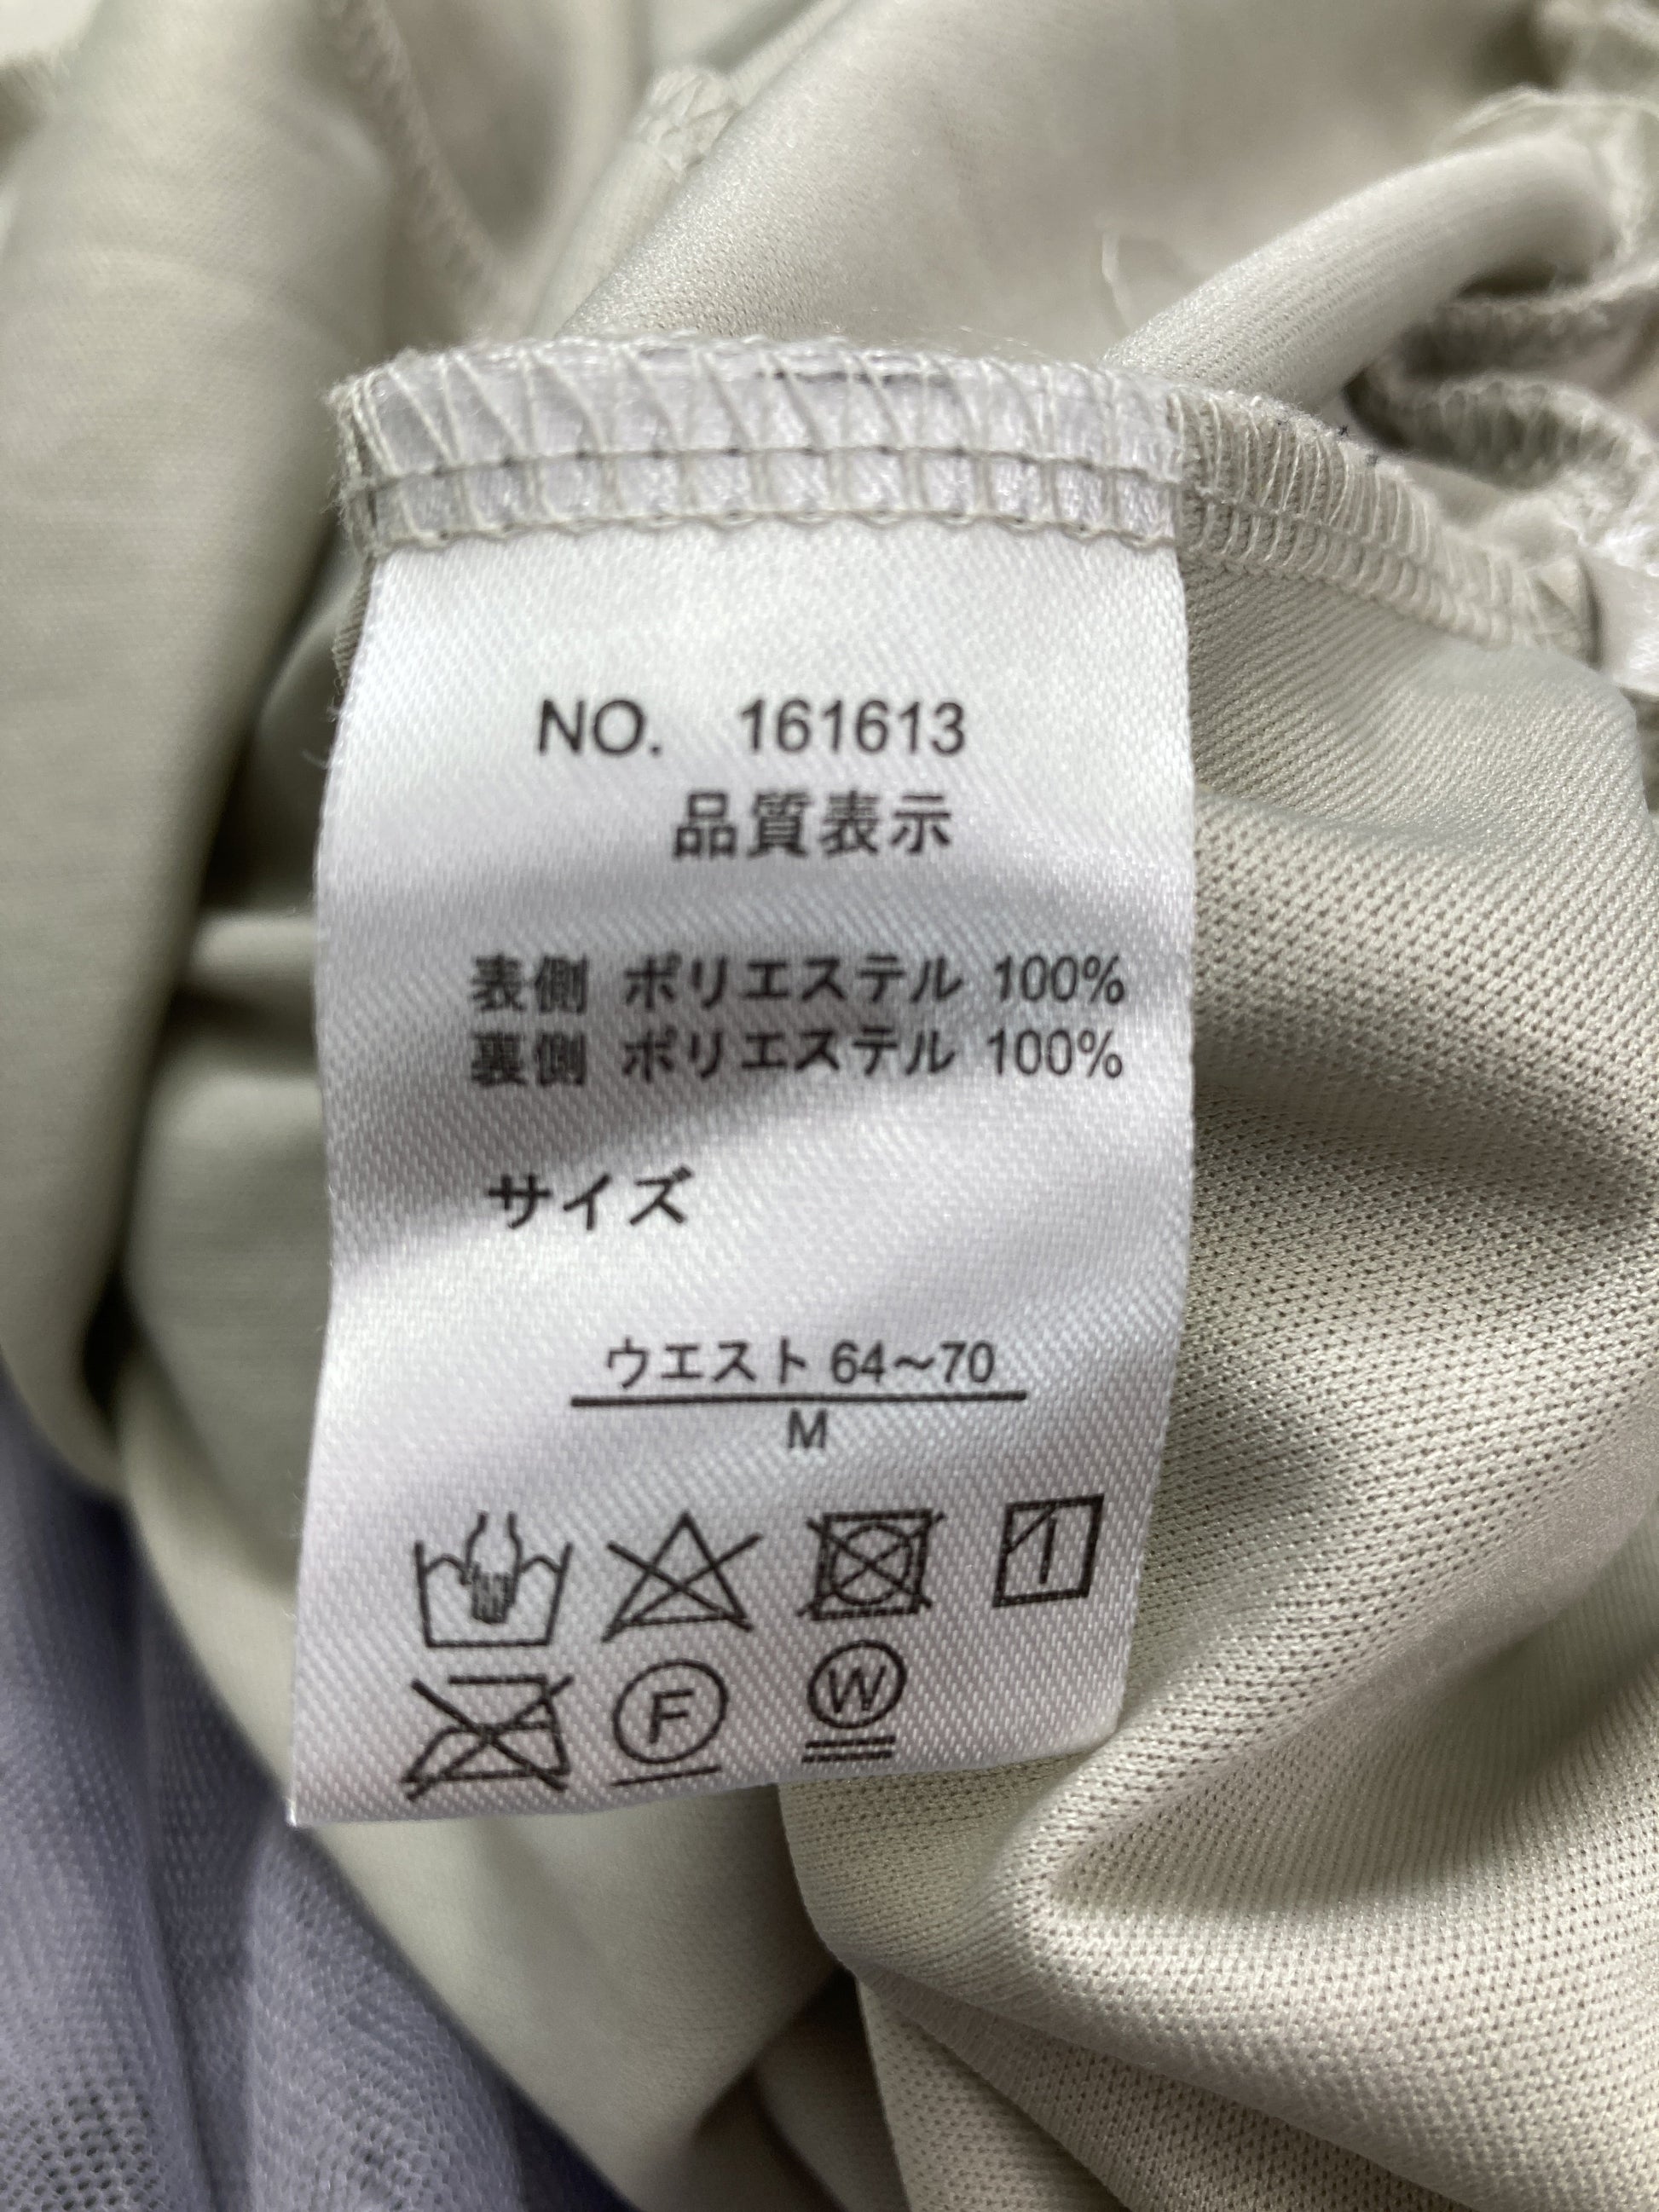 NO. 161613
品質表示
表側 ポリエステル 100%
裏側 ポリエステル 100%
サイズ
ウエスト 64~70
M
F
W